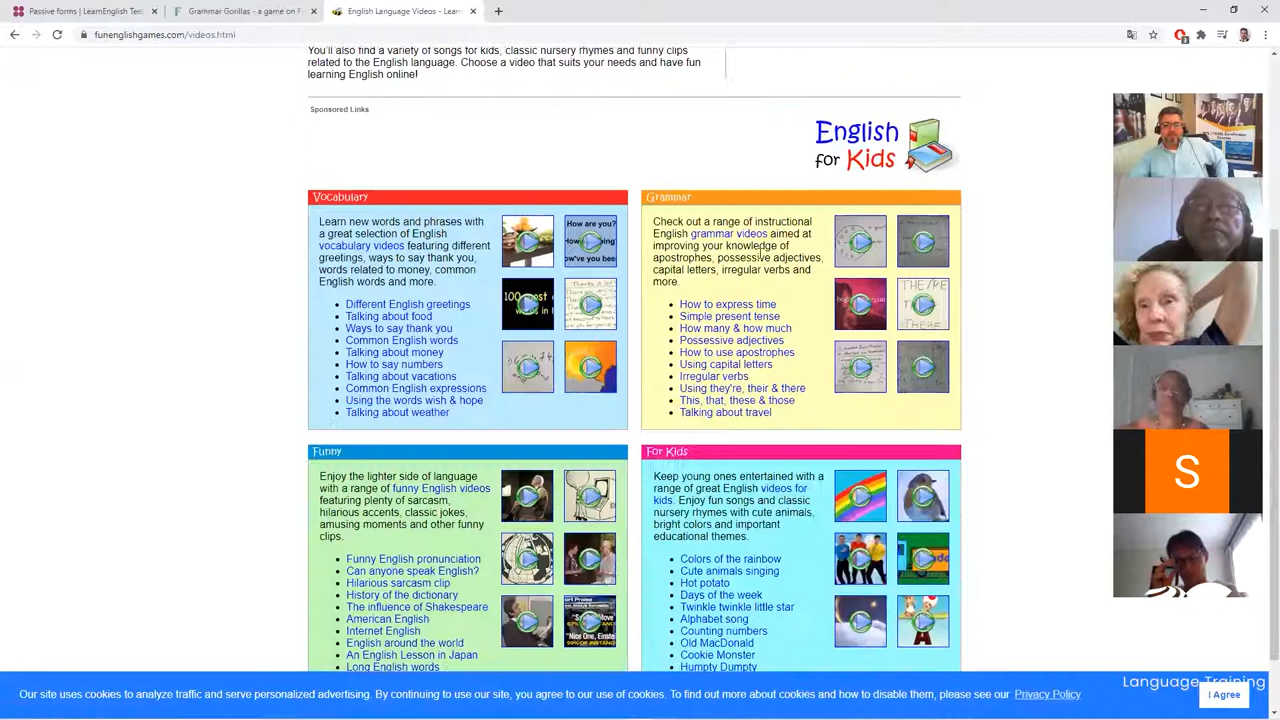 Passive forms | LearnEnglish Tee
Grammar Gorillas - a game on F
English Language Videos - Lear
funenglishgames.com/videos.html
You'll also find a variety of songs for kids, classic nursery rhymes and funny clips
related to the English language. Choose a video that suits your needs and have fun
learning English online!
Sponsored Links
English
for Kids
Vocabulary
Learn new words and phrases with
a great selection of English
vocabulary videos featuring different
greetings, ways to say thank you,
words related to money, common
English words and more.
How are you?
100 most
Different English greetings
Talking about food
Ways to say thank you
Common English words
Talking about money
How to say numbers
Talking about vacations
Common English expressions
Using the words wish & hope
Talking about weather
Grammar
Check out a range of instructional
English grammar videos aimed at
improving your knowledge of
apostrophes, possessive adjectives,
capital letters, irregular verbs and
more.
How to express time
Simple present tense
How many & how much
Possessive adjectives
How to use apostrophes
Using capital letters
Irregular verbs
Using they're, their & there
This, that, these & those
Talking about travel
Funny
Enjoy the lighter side of language
with a range of funny English videos
featuring plenty of sarcasm,
hilarious accents, classic jokes,
amusing moments and other funny
clips.
Funny English pronunciation
Can anyone speak English?
Hilarious sarcasm clip
History of the dictionary
The influence of Shakespeare
American English
Internet English
English around the world
An English Lesson in Japan
Long English words
For Kids
Keep young ones entertained with a
range of great English videos for
kids. Enjoy fun songs and classic
nursery rhymes with cute animals,
bright colors and important
educational themes.
Colors of the rainbow
Cute animals singing
Hot potato
Days of the week
Twinkle twinkle little star
Alphabet song
Counting numbers
Old MacDonald
Cookie Monster
Humpty Dumpty
S
Language Training
Our site uses cookies to analyze traffic and serve personalized advertising. By continuing to use our site, you agree to our use of cookies. To find out more about cookies and how to disable them, please see our Privacy Policy
I Agree